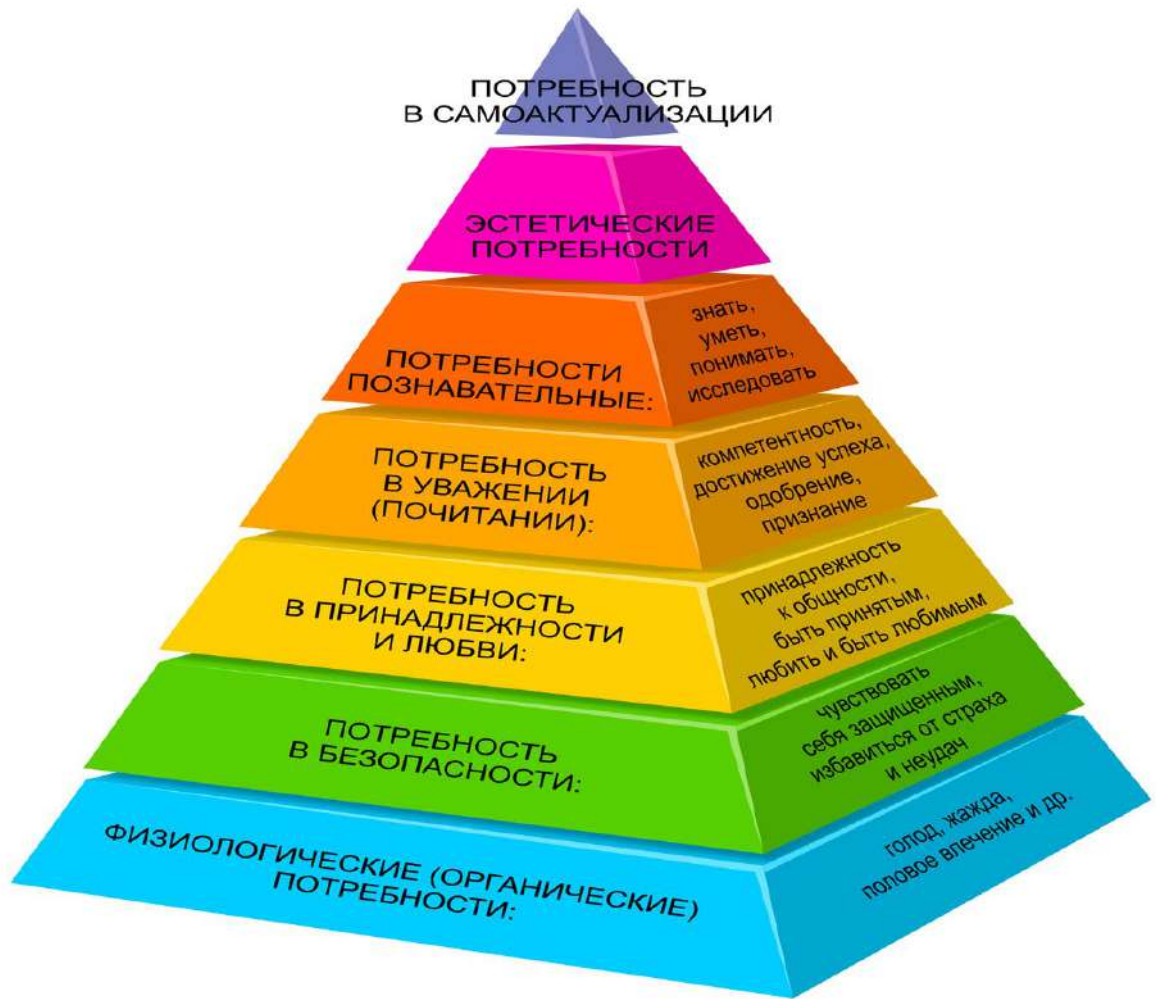 ПОТРЕБНОСТЬ
В САМОАКТУАЛИЗАЦИИ
ЭСТЕТИЧЕСКИЕ
ПОТРЕБНОСТИ
ПОТРЕБНОСТИ
ПОЗНАВАТЕЛЬНЫЕ:
знать,
уметь,
понимать,
исследовать
ПОТРЕБНОСТЬ
В УВАЖЕНИИ
(ПОЧИТАНИИ):
компетентность,
достижение успеха,
одобрение,
признание
ПОТРЕБНОСТЬ
В ПРИНАДЛЕЖНОСТИ
И ЛЮБВИ:
принадлежность
к общности,
быть принятым,
любить и быть любимым
ПОТРЕБНОСТЬ
В БЕЗОПАСНОСТИ:
чувствовать
себя защищенным,
избавиться от страха
и неудач
ФИЗИОЛОГИЧЕСКИЕ (ОРГАНИЧЕСКИЕ)
ПОТРЕБНОСТИ:
голод, жажда,
половое влечение и др.